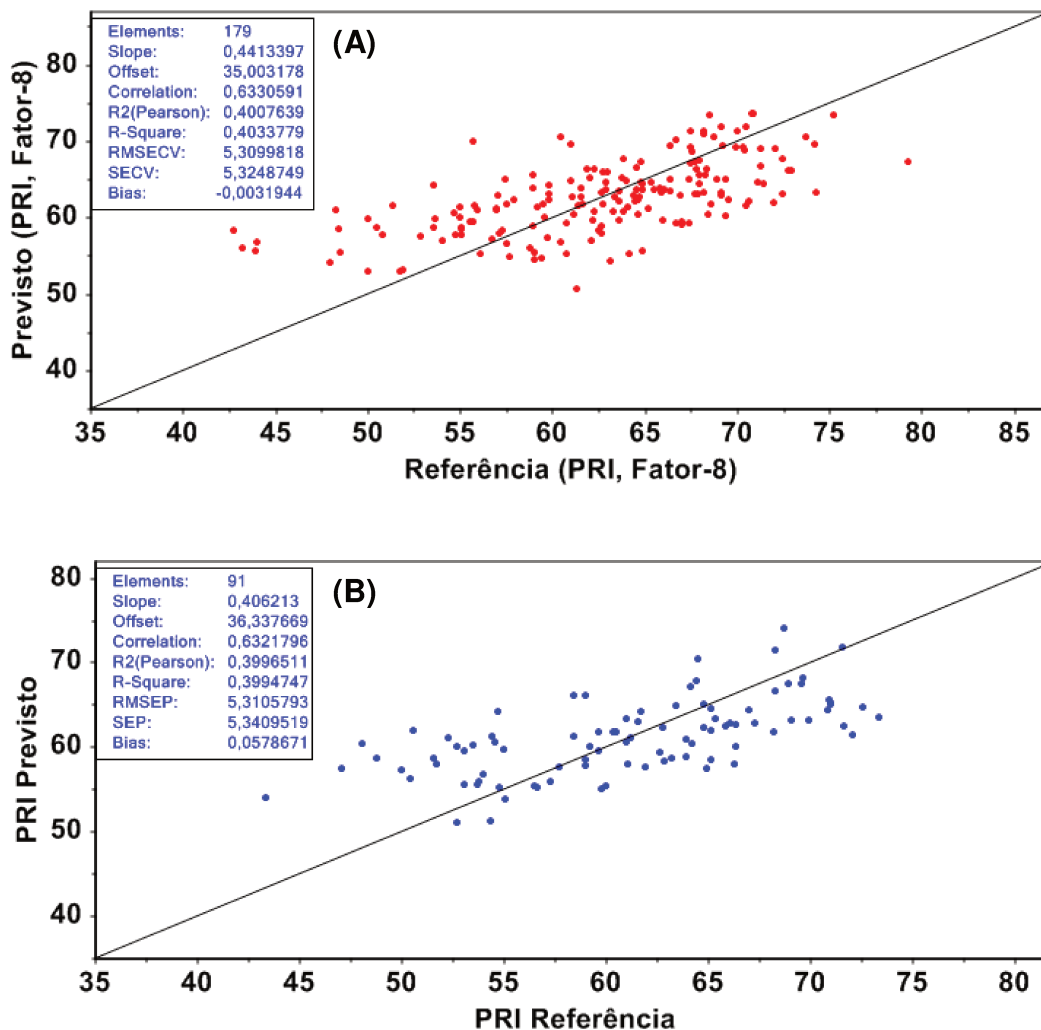 (A)
Elements: 179
Slope: 0,4413397
Offset: 35,003178
Correlation: 0,6330591
R2(Pearson): 0,4007639
R-Square: 0,4033779
RMSECV: 5,3099818
SECV: 5,3248749
Bias: -0,0031944
Previsto (PRI, Fator-8)
80
70
60
50
40
35 40 45 50 55 60 65 70 75 80 85
Referência (PRI, Fator-8)
(B)
Elements: 91
Slope: 0,406213
Offset: 36,337669
Correlation: 0,6321796
R2(Pearson): 0,3996511
R-Square: 0,3994747
RMSEP: 5,3105793
SEP: 5,3409519
Bias: 0,0578671
PRI Previsto
80
70
60
50
40
35 40 45 50 55 60 65 70 75 80
PRI Referência